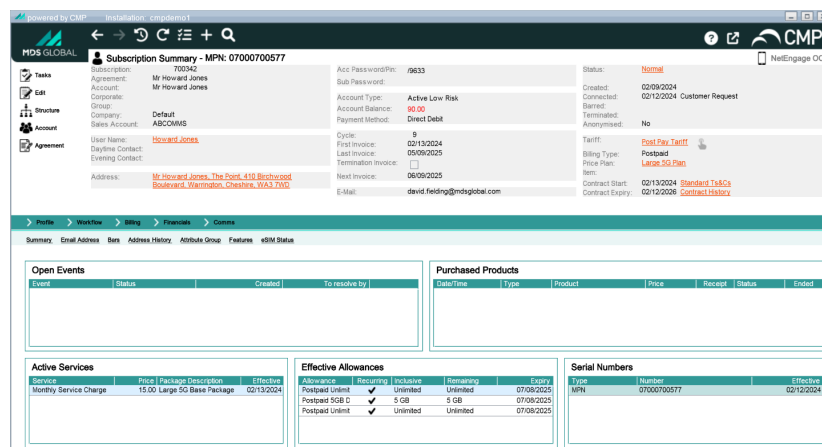 powered by CMP Installation: cmpdemo1
MDS GLOBAL
CMP
Subscription Summary - MPN: 07000700577
NetEngage OC
Tasks
Edit
Structure
Account
Agreement
Subscription: 700342
Agreement: Mr Howard Jones
Account: Mr Howard Jones
Corporate:
Group:
Company: Default
Sales Account: ABCOMMS
User Name: Howard Jones
Daytime Contact:
Evening Contact:
Address: Mr Howard Jones, The Point, 410 Birchwood
Boulevard, Warrington, Cheshire, WA3 7WD
Acc Password/Pin: /9633
Sub Password:
Account Type: Active Low Risk
Account Balance: 90.00
Payment Method: Direct Debit
Cycle: 9
First Invoice: 02/13/2024
Last Invoice: 05/09/2025
Termination Invoice:
Next Invoice: 06/09/2025
E-Mail: david.fielding@mdsglobal.com
Status: Normal
Created: 02/09/2024
Connected: 02/12/2024 Customer Request
Barred:
Terminated:
Anonymised: No
Tariff: Post Pay Tariff
Billing Type: Postpaid
Price Plan: Large 5G Plan
Item:
Contract Start: 02/13/2024 Standard Ts&Cs
Contract Expiry: 02/12/2026 Contract History
Profile Workflow Billing Financials Comms
Summary Email Address Bars Address History Attribute Group Features eSIM Status
Open Events
Event Status Created To resolve by
Purchased Products
Date/Time Type Product Price Receipt Status Ended
Active Services
Service Price Package Description Effective
Monthly Service Charge 15.00 Large 5G Base Package 02/13/2024
Effective Allowances
Allowance Recurring Inclusive Remaining Expiry
Postpaid Unlimit Unlimited Unlimited 07/08/2025
Postpaid 5GB D 5 GB 5 GB 07/08/2025
Postpaid Unlimit Unlimited Unlimited 07/08/2025
Serial Numbers
Type Number Effective
MPN 07000700577 02/12/2024